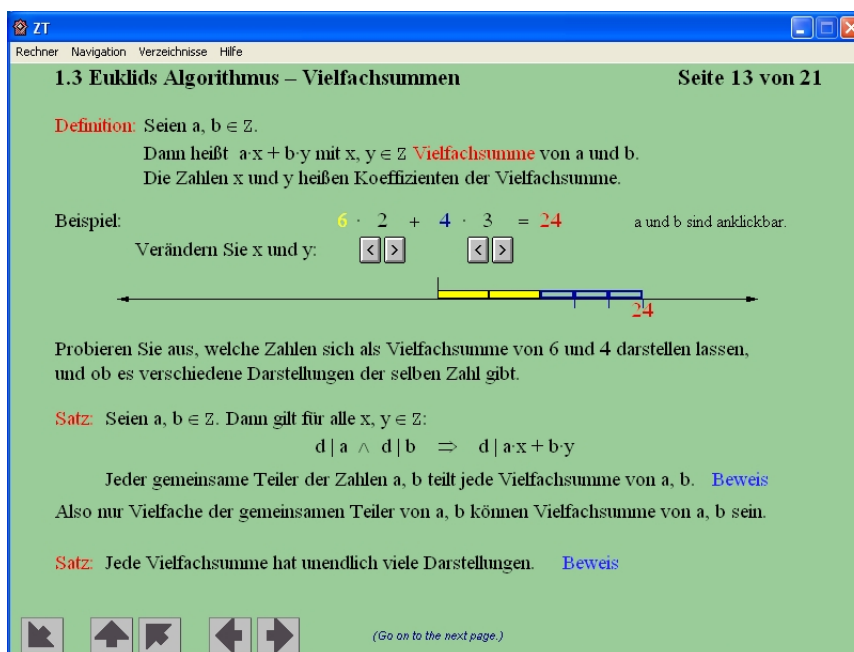 ZT
Rechner Navigation Verzeichnisse Hilfe
1.3 Euklids Algorithmus – Vielfachsummen Seite 13 von 21
Definition: Seien a, b ∈ Z.
Dann heißt a·x + b·y mit x, y ∈ Z Vielfachsumme von a und b.
Die Zahlen x und y heißen Koeffizienten der Vielfachsumme.
Beispiel: 6 · 2 + 4 · 3 = 24 a und b sind anklickbar.
Verändern Sie x und y: < > < >
24
Probieren Sie aus, welche Zahlen sich als Vielfachsumme von 6 und 4 darstellen lassen,
und ob es verschiedene Darstellungen der selben Zahl gibt.
Satz: Seien a, b ∈ Z. Dann gilt für alle x, y ∈ Z:
d | a ∧ d | b ⇒ d | a·x + b·y
Jeder gemeinsame Teiler der Zahlen a, b teilt jede Vielfachsumme von a, b. Beweis
Also nur Vielfache der gemeinsamen Teiler von a, b können Vielfachsumme von a, b sein.
Satz: Jede Vielfachsumme hat unendlich viele Darstellungen. Beweis
(Go on to the next page.)